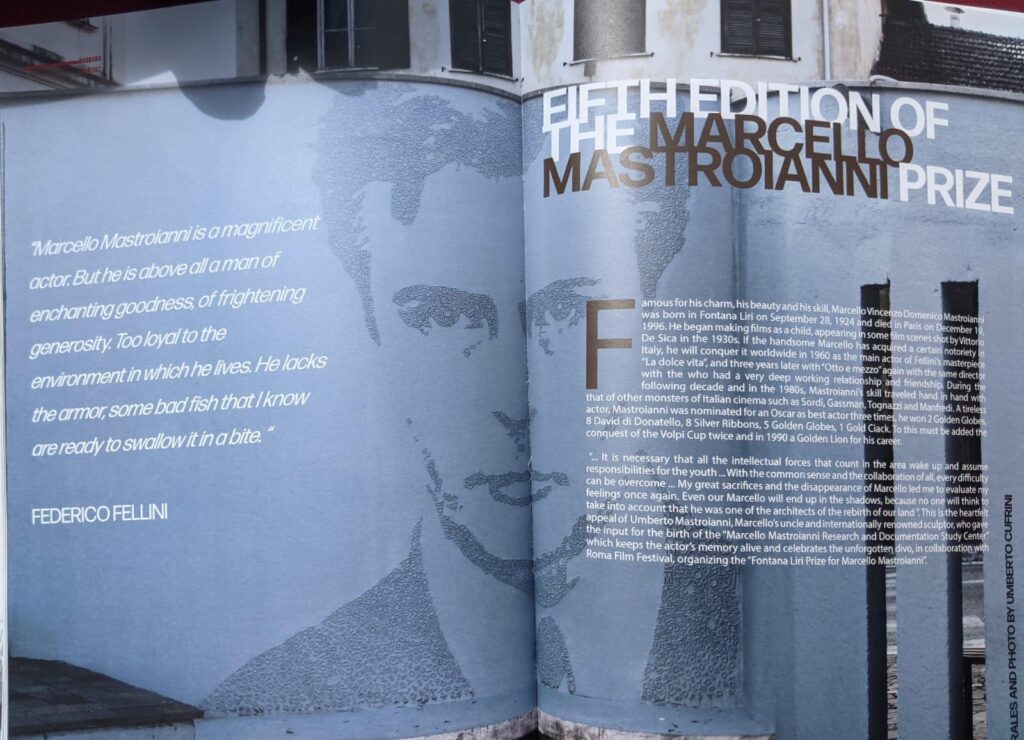 "Marcello Mastroianni is a magnificent
actor. But he is above all a man of
enchanting goodness, of frightening
generosity. Too loyal to the
environment in which he lives. He lacks
the armor, some bad fish that I know
are ready to swallow it in a bite. “
FEDERICO FELLINI
FIFTH EDITION OF
THE MARCELLO
MASTROIANNI PRIZE
Famous for his charm, his beauty and his skill, Marcello Vincenzo Domenico Mastroianni
was born in Fontana Liri on September 28, 1924 and died in Paris on December 19,
1996. He began making films as a child, appearing in some film scenes shot by Vittorio
De Sica in the 1930s. If the handsome Marcello has acquired a certain notoriety in
Italy, he will conquer it worldwide in 1960 as the main actor of Fellini's masterpiece
"La dolce vita", and three years later with "Otto e mezzo" again with the same director
with the who had a very deep working relationship and friendship. During the
following decade and in the 1980s, Mastroianni's skill traveled hand in hand with
that of other monsters of Italian cinema such as Sordi, Gassman, Tognazzi and Manfredi. A tireless
actor, Mastroianni was nominated for an Oscar as best actor three times, he won 2 Golden Globes,
8 David di Donatello, 8 Silver Ribbons, 5 Golden Globes, 1 Gold Ciack. To this must be added the
conquest of the Volpi Cup twice and in 1990 a Golden Lion for his career.
"... It is necessary that all the intellectual forces that count in the area wake up and assume
responsibilities for the youth ... With the common sense and the collaboration of all, every difficulty
can be overcome ... My great sacrifices and the disappearance of Marcello led me to evaluate my
feelings once again. Even our Marcello will end up in the shadows, because no one will think to
take into account that he was one of the architects of the rebirth of our land". This is the heartfelt
appeal of Umberto Mastroianni, Marcello's uncle and internationally renowned sculptor, who gave
the input for the birth of the "Marcello Mastroianni Research and Documentation Study Center"
which keeps the actor's memory alive and celebrates the unforgotten divo, in collaboration with
Roma Film Festival, organizing the "Fontana Liri Prize for Marcello Mastroianni".
RALES AND PHOTO BY UMBERTO CUFRINI